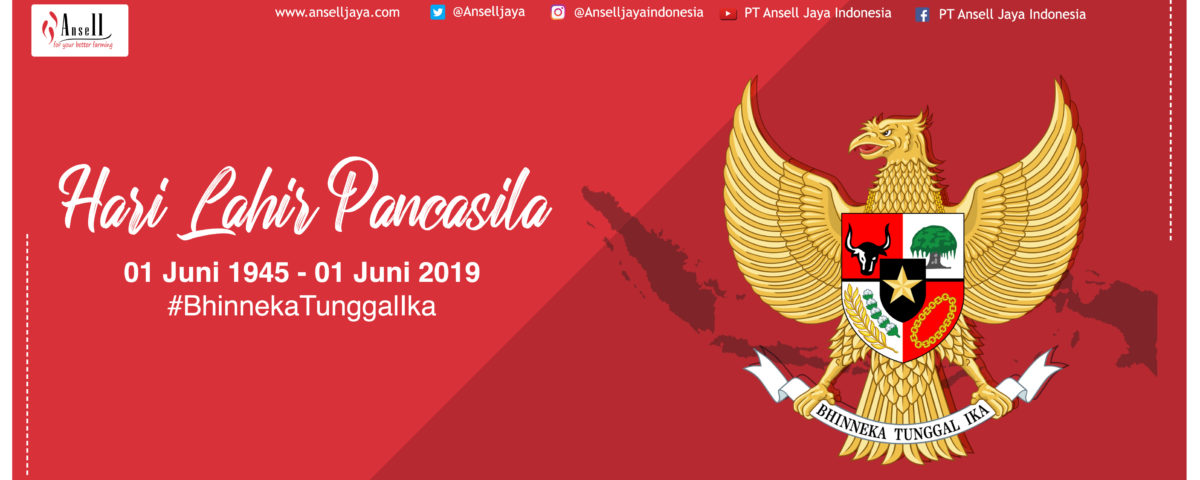 Ansell
for your better farming
www.anselljaya.com
@Anselljaya
@Anselljayaindonesia
PT Ansell Jaya Indonesia
PT Ansell Jaya Indonesia
Hari Lahir Pancasila
01 Juni 1945 - 01 Juni 2019
#BhinnekaTunggalIka
BHINNEKA TUNGGAL IKA